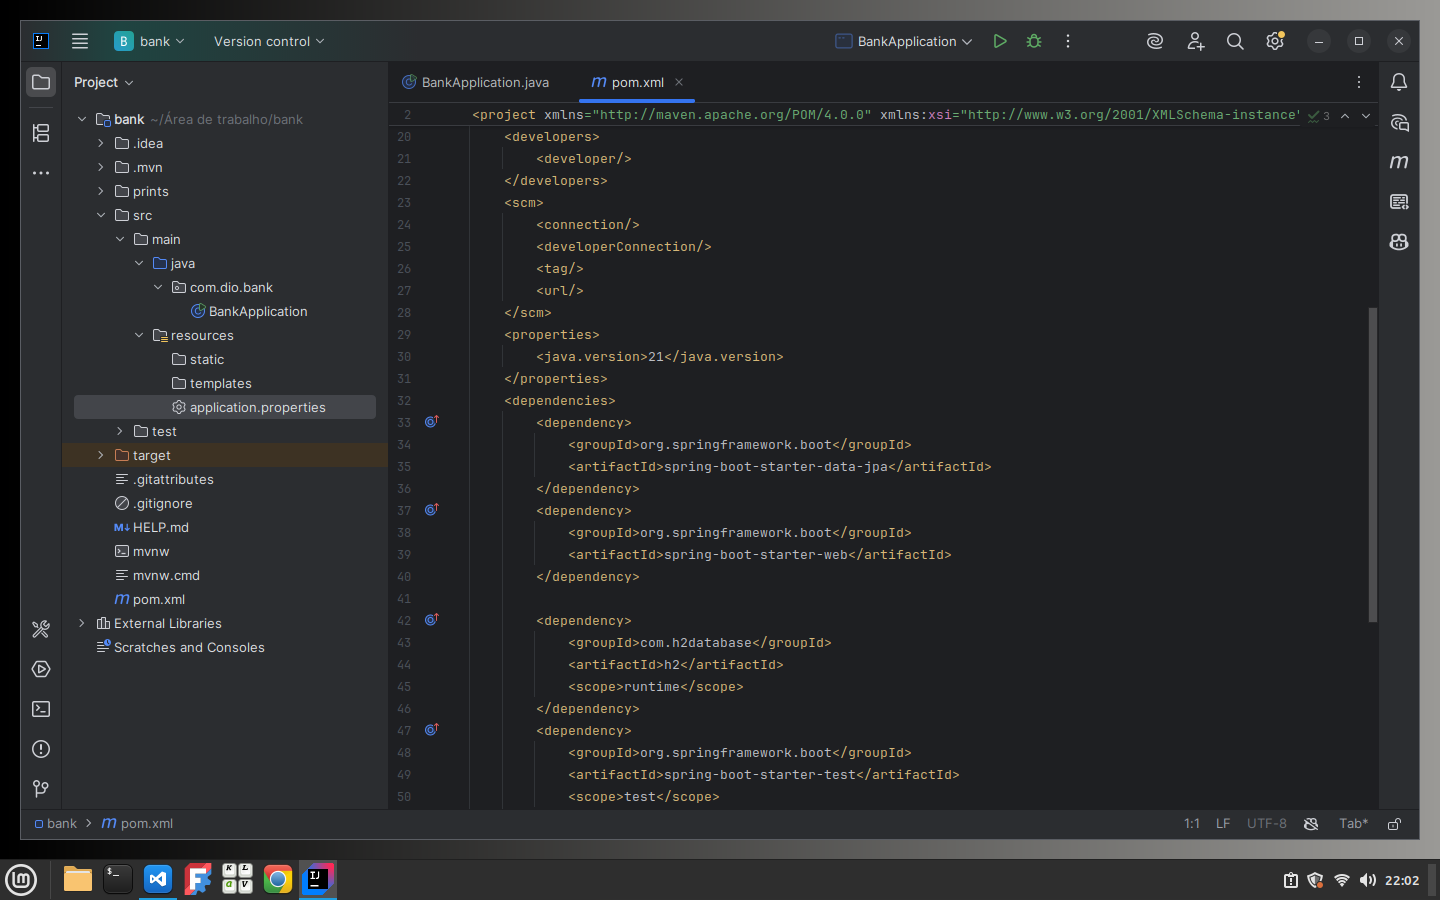 B bank
Version control
BankApplication
Project
BankApplication.java
pom.xml
bank ~/Área de trabalho/bank
.idea
.mvn
prints
src
main
java
com.dio.bank
BankApplication
resources
static
templates
application.properties
test
target
.gitattributes
.gitignore
HELP.md
mvnw
mvnw.cmd
pom.xml
External Libraries
Scratches and Consoles
2 <project xmlns="http://maven.apache.org/POM/4.0.0" xmlns:xsi="http://www.w3.org/2001/XMLSchema-instance" 3
20 <developers>
21 <developer/>
22 </developers>
23 <scm>
24 <connection/>
25 <developerConnection/>
26 <tag/>
27 <url/>
28 </scm>
29 <properties>
30 <java.version>21</java.version>
31 </properties>
32 <dependencies>
33 <dependency>
34 <groupId>org.springframework.boot</groupId>
35 <artifactId>spring-boot-starter-data-jpa</artifactId>
36 </dependency>
37 <dependency>
38 <groupId>org.springframework.boot</groupId>
39 <artifactId>spring-boot-starter-web</artifactId>
40 </dependency>
41
42 <dependency>
43 <groupId>com.h2database</groupId>
44 <artifactId>h2</artifactId>
45 <scope>runtime</scope>
46 </dependency>
47 <dependency>
48 <groupId>org.springframework.boot</groupId>
49 <artifactId>spring-boot-starter-test</artifactId>
50 <scope>test</scope>
bank
pom.xml
1:1 LF UTF-8 Tab*
22:02